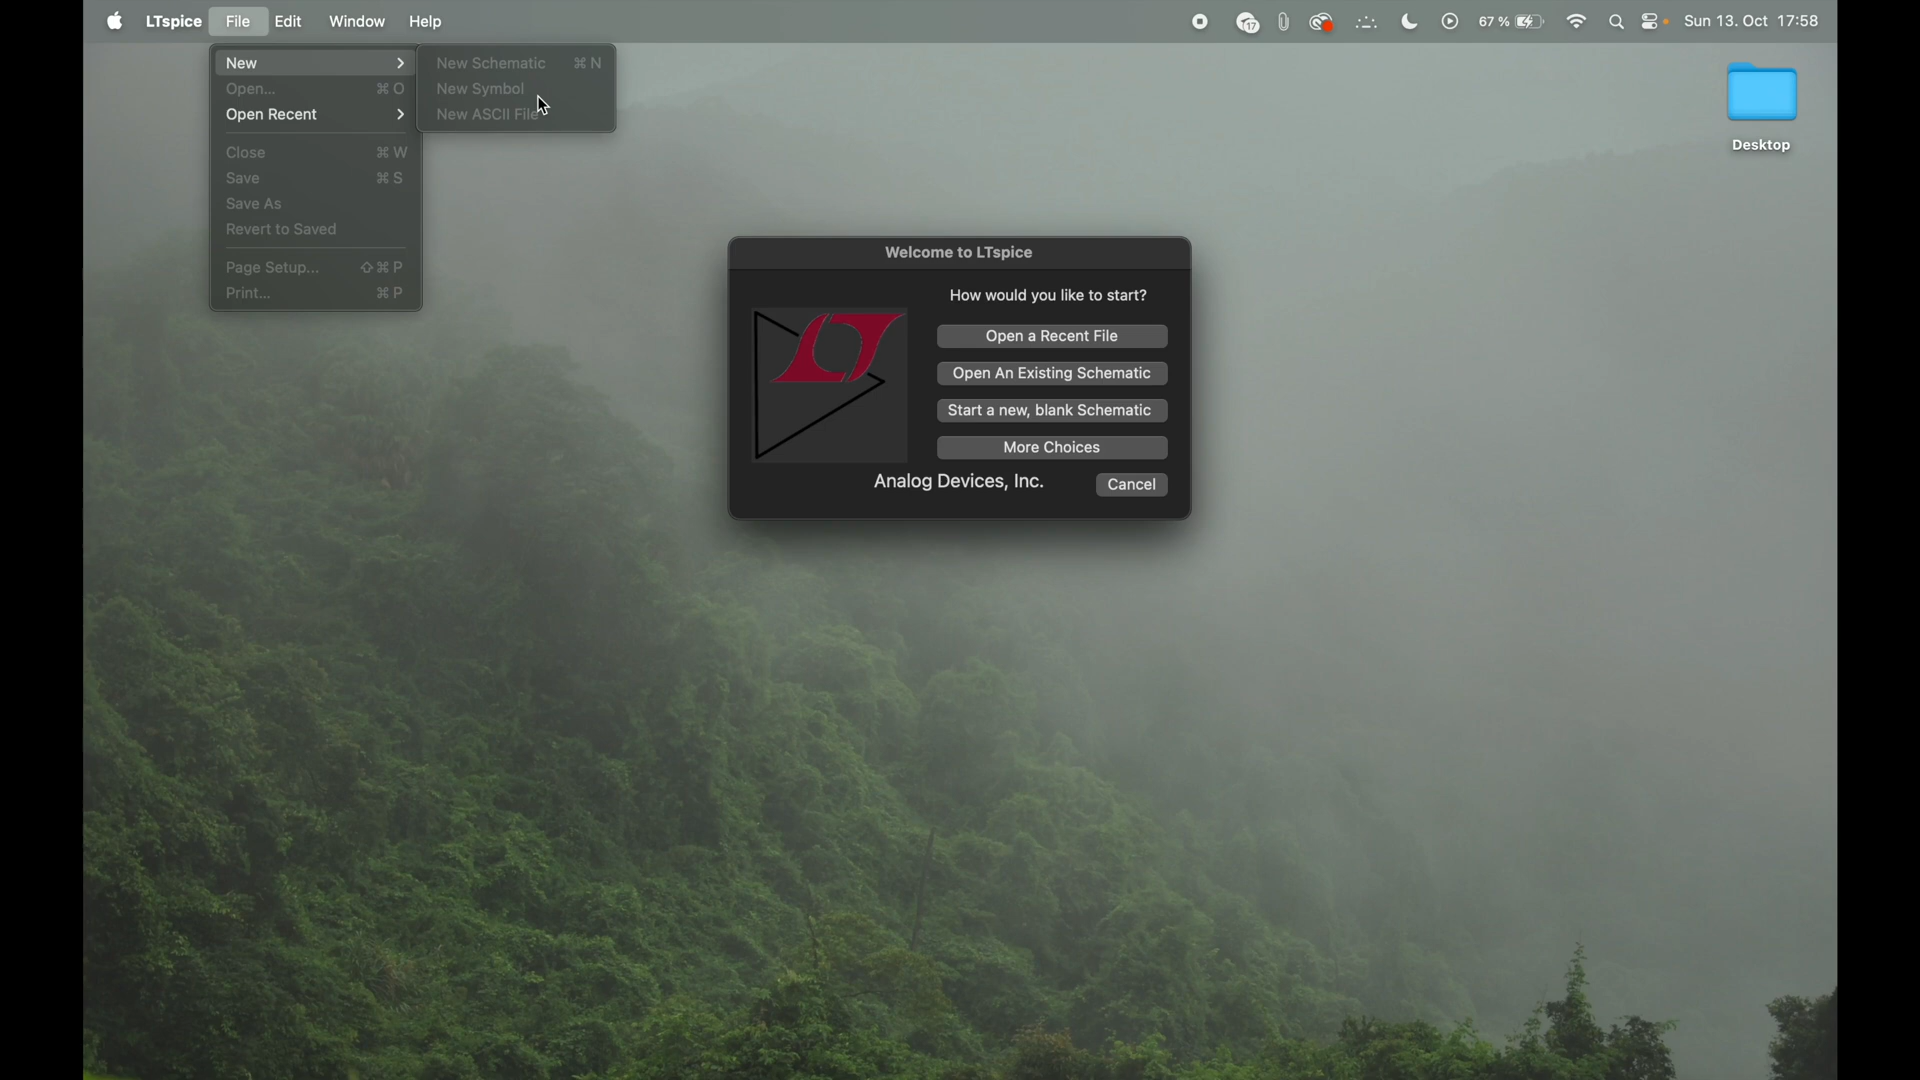 LTspice File Edit Window Help
17
67 %
Sun 13. Oct 17:58
New
Open... ⌘ O
Open Recent
Close ⌘ W
Save ⌘ S
Save As
Revert to Saved
Page Setup... ⇧ ⌘ P
Print... ⌘ P
New Schematic ⌘ N
New Symbol
New ASCII File
Desktop
Welcome to LTspice
How would you like to start?
Open a Recent File
Open An Existing Schematic
Start a new, blank Schematic
More Choices
Analog Devices, Inc.
Cancel